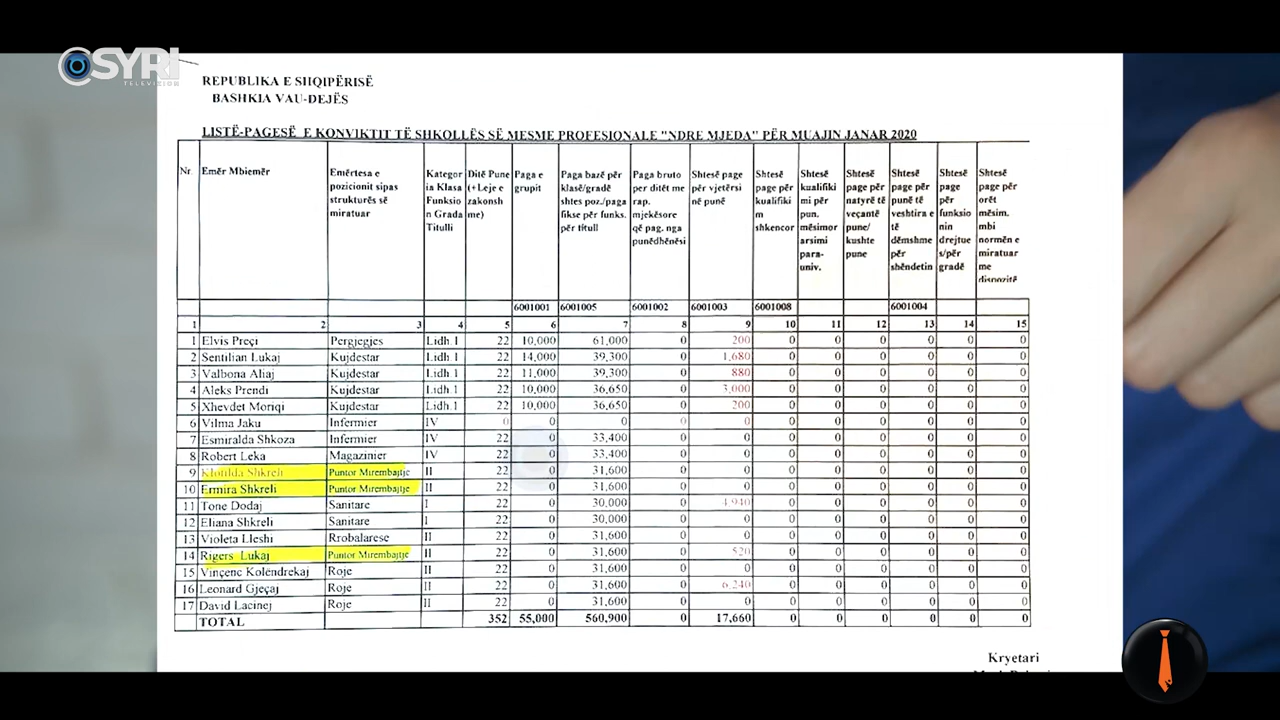 SYRI
TELEVISION
REPUBLIKA E SHQIPËRISË
BASHKIA VAU-DEJËS
LISTË-PAGESË E KONVIKTIT TË SHKOLLËS SË MESME PROFESIONALE "NDRE MJEDA" PËR MUAJIN JANAR 2020
Nr. Emër Mbiemër Emërtesa e pozicionit sipas strukturës së miratuar Kategor ia Klasa Funksio n Grada Titulli Ditë Pune (+Leje e zakonsh me) Paga e grupit Paga bazë për klasë/gradë shtes poz./paga fikse për funks. për titull Paga bruto per ditët me rap. mjekësore që pag. nga punëdhënësi Shtesë page për vjetërsi në punë Shtesë page për kualifiki m shkencor Shtesë kualifiki mi për pun. mësimor arsimi para-univ. Shtesë page për natyrë të veçantë pune/ kushte pune Shtesë page për punë të veshtira e të dëmshme për shëndetin Shtesë page për funksio nin drejtue s/për gradë Shtesë page për orët mësim. mbi normën e miratuar me dispozitë
6001001 6001005 6001002 6001003 6001008 6001004
1 2 3 4 5 6 7 8 9 10 11 12 13 14 15
1 Elvis Preçi Pergjegjes Lidh.1 22 10,000 61,000 0 200 0 0 0 0 0 0
2 Sentilian Lukaj Kujdestar Lidh.1 22 14,000 39,300 0 1,680 0 0 0 0 0 0
3 Valbona Aliaj Kujdestar Lidh.1 22 11,000 39,300 0 880 0 0 0 0 0 0
4 Aleks Prendi Kujdestar Lidh.1 22 10,000 36,650 0 3,000 0 0 0 0 0 0
5 Xhevdet Moriqi Kujdestar Lidh.1 22 10,000 36,650 0 200 0 0 0 0 0 0
6 Vilma Jaku Infermier IV 0 0 0 0 0 0 0 0 0 0 0
7 Esmiralda Shkoza Infermier IV 22 0 33,400 0 0 0 0 0 0 0 0
8 Robert Leka Magazinier IV 22 0 33,400 0 0 0 0 0 0 0 0
9 Klotilda Shkreli Puntor Mirembajtje II 22 0 31,600 0 0 0 0 0 0 0 0
10 Ermira Shkreli Puntor Mirembajtje II 22 0 31,600 0 0 0 0 0 0 0 0
11 Tone Dodaj Sanitare I 22 0 30,000 0 4,940 0 0 0 0 0 0
12 Eliana Shkreli Sanitare I 22 0 30,000 0 0 0 0 0 0 0 0
13 Violeta Lleshi Rrobalarese II 22 0 31,600 0 0 0 0 0 0 0 0
14 Rigers Lukaj Puntor Mirembajtje II 22 0 31,600 0 520 0 0 0 0 0 0
15 Vinçenc Kolëndrekaj Roje II 22 0 31,600 0 0 0 0 0 0 0 0
16 Leonard Gjeçaj Roje II 22 0 31,600 0 6,240 0 0 0 0 0 0
17 David Lacinej Roje II 22 0 31,600 0 0 0 0 0 0 0 0
TOTAL 352 55,000 560,900 0 17,660 0 0 0 0 0 0
Kryetari